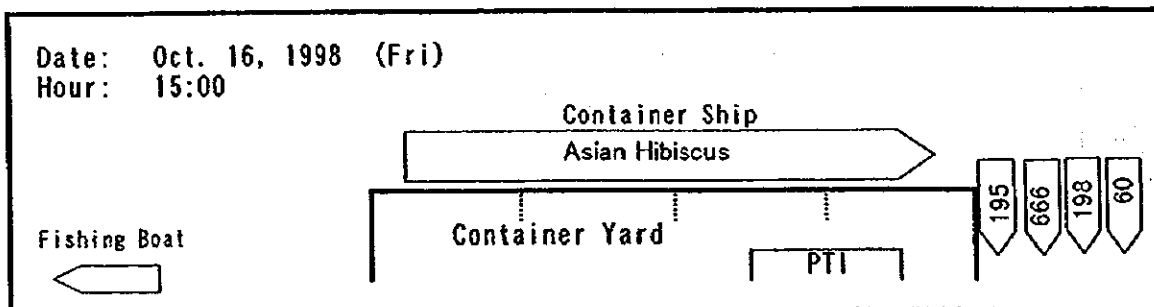 Date: Oct. 16, 1998 (Fri)
Hour: 15:00
Container Ship
Asian Hibiscus
195
666
198
60
Container Yard
Fishing Boat
PTI